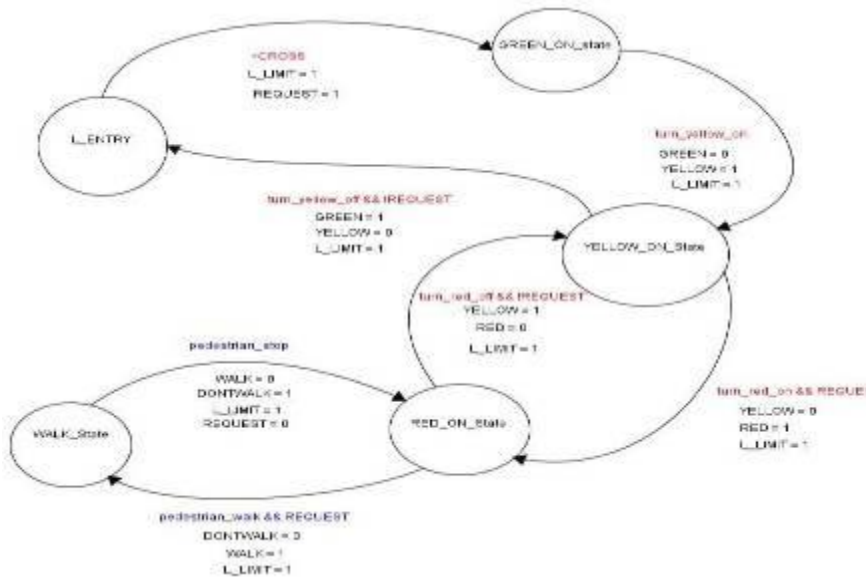 GREEN_ON_state
=CROSS
L_LIMIT = 1
REQUEST = 1
L_ENTRY
turn_yellow_on
GREEN = 0
YELLOW = 1
L_LIMIT = 1
turn_yellow_off && !REQUEST
GREEN = 1
YELLOW = 0
L_LIMIT = 1
YELLOW_ON_State
turn_red_off && !REQUEST
YELLOW = 1
RED = 0
L_LIMIT = 1
pedestrian_stop
WALK = 0
DONTWALK = 1
L_LIMIT = 1
REQUEST = 0
turn_red_on && REQUE
YELLOW = 0
RED = 1
L_LIMIT = 1
WALK_State
RED_ON_State
pedestrian_walk && REQUEST
DONTWALK = 0
WALK = 1
L_LIMIT = 1